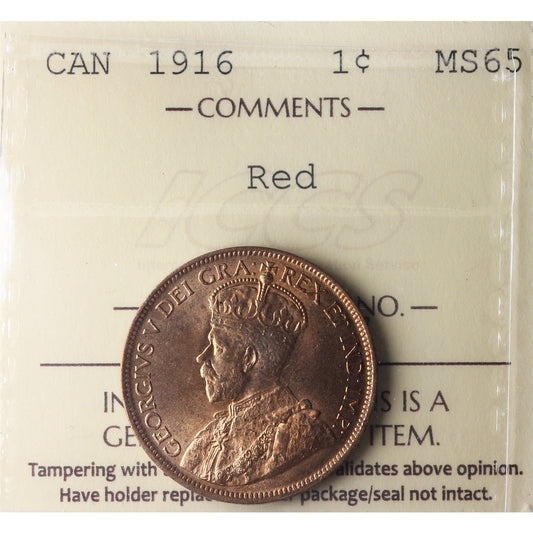 CAN 1916 1¢ MS65
— COMMENTS —
Red
ICCS
— NO. —
IN S IS A
GE ITEM.
GEORGIVS V DEI GRA: REX ET IND:IMP:
Tampering with alidates above opinion.
Have holder repla package/seal not intact.